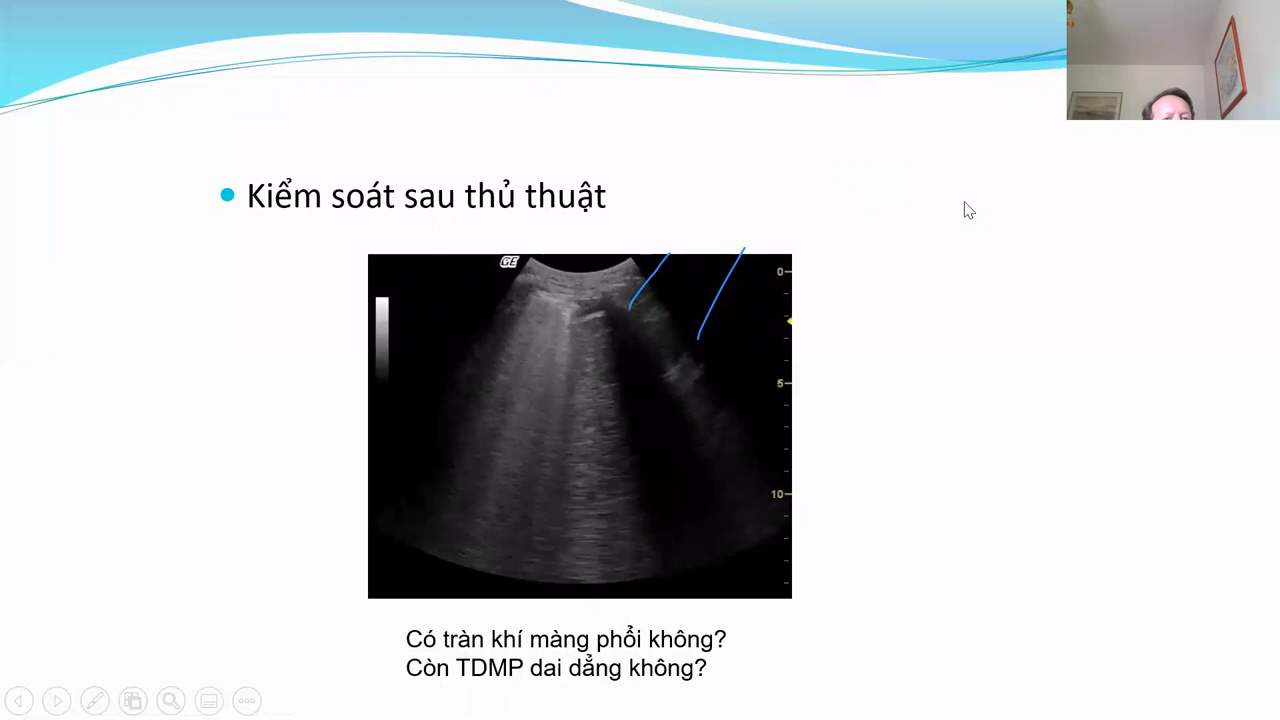 Kiểm soát sau thủ thuật
GE
0
5
10
Có tràn khí màng phổi không?
Còn TDMP dai dẳng không?